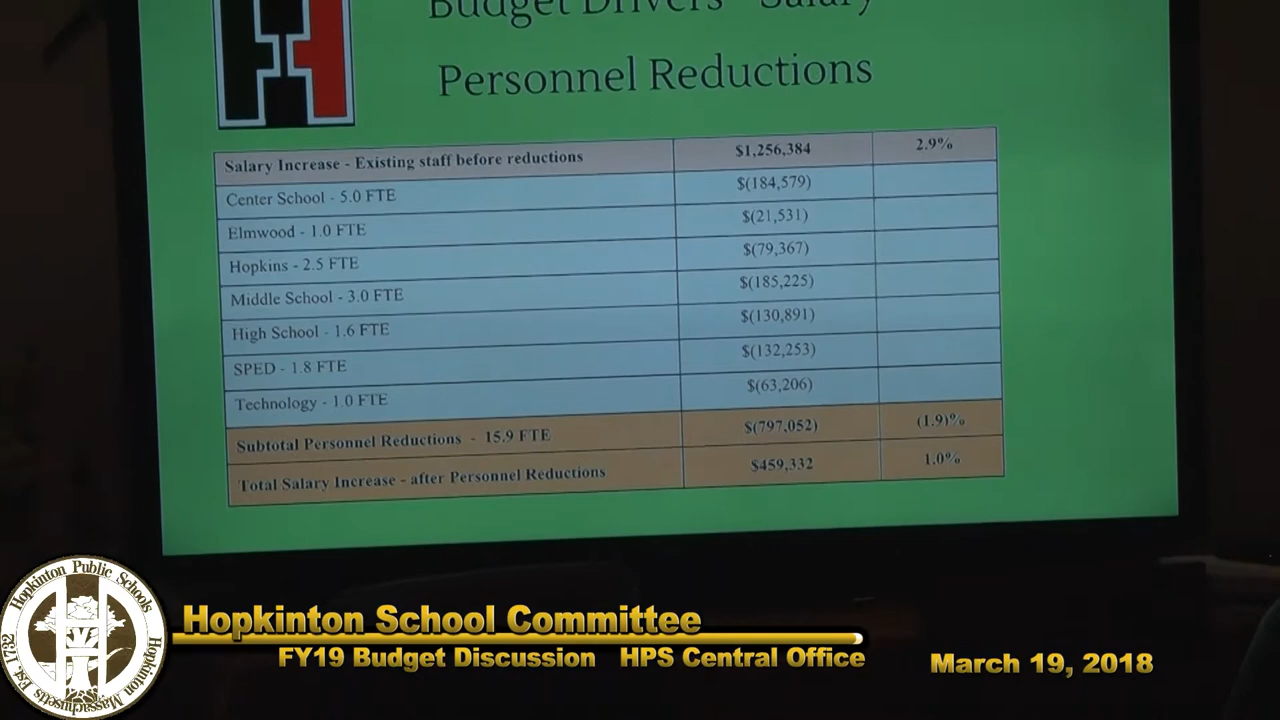 Budget Drivers - Salary
Personnel Reductions
Salary Increase - Existing staff before reductions $1,256,384 2.9%
Center School - 5.0 FTE $(184,579)
Elmwood - 1.0 FTE $(21,531)
Hopkins - 2.5 FTE $(79,367)
Middle School - 3.0 FTE $(185,225)
High School - 1.6 FTE $(130,891)
SPED - 1.8 FTE $(132,253)
Technology - 1.0 FTE $(63,206)
Subtotal Personnel Reductions - 15.9 FTE $(797,052) (1.9)%
Total Salary Increase - after Personnel Reductions $459,332 1.0%
Hopkinton Public Schools
Hopkinton Massachusetts
Est. 1732
Hopkinton School Committee
FY19 Budget Discussion HPS Central Office
March 19, 2018